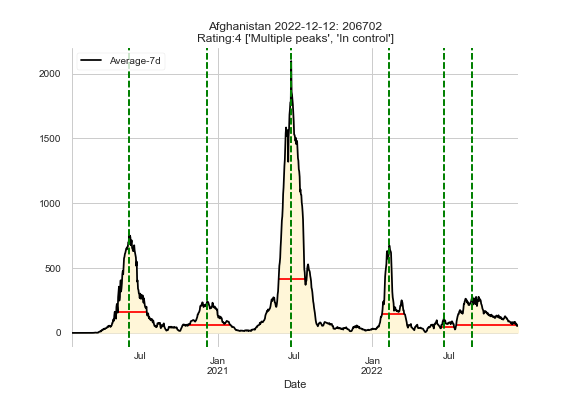 Afghanistan 2022-12-12: 206702
Rating:4 ['Multiple peaks', 'In control']
Average-7d
2000
1500
1000
500
0
Jul
Jan
2021
Jul
Jan
2022
Jul
Date